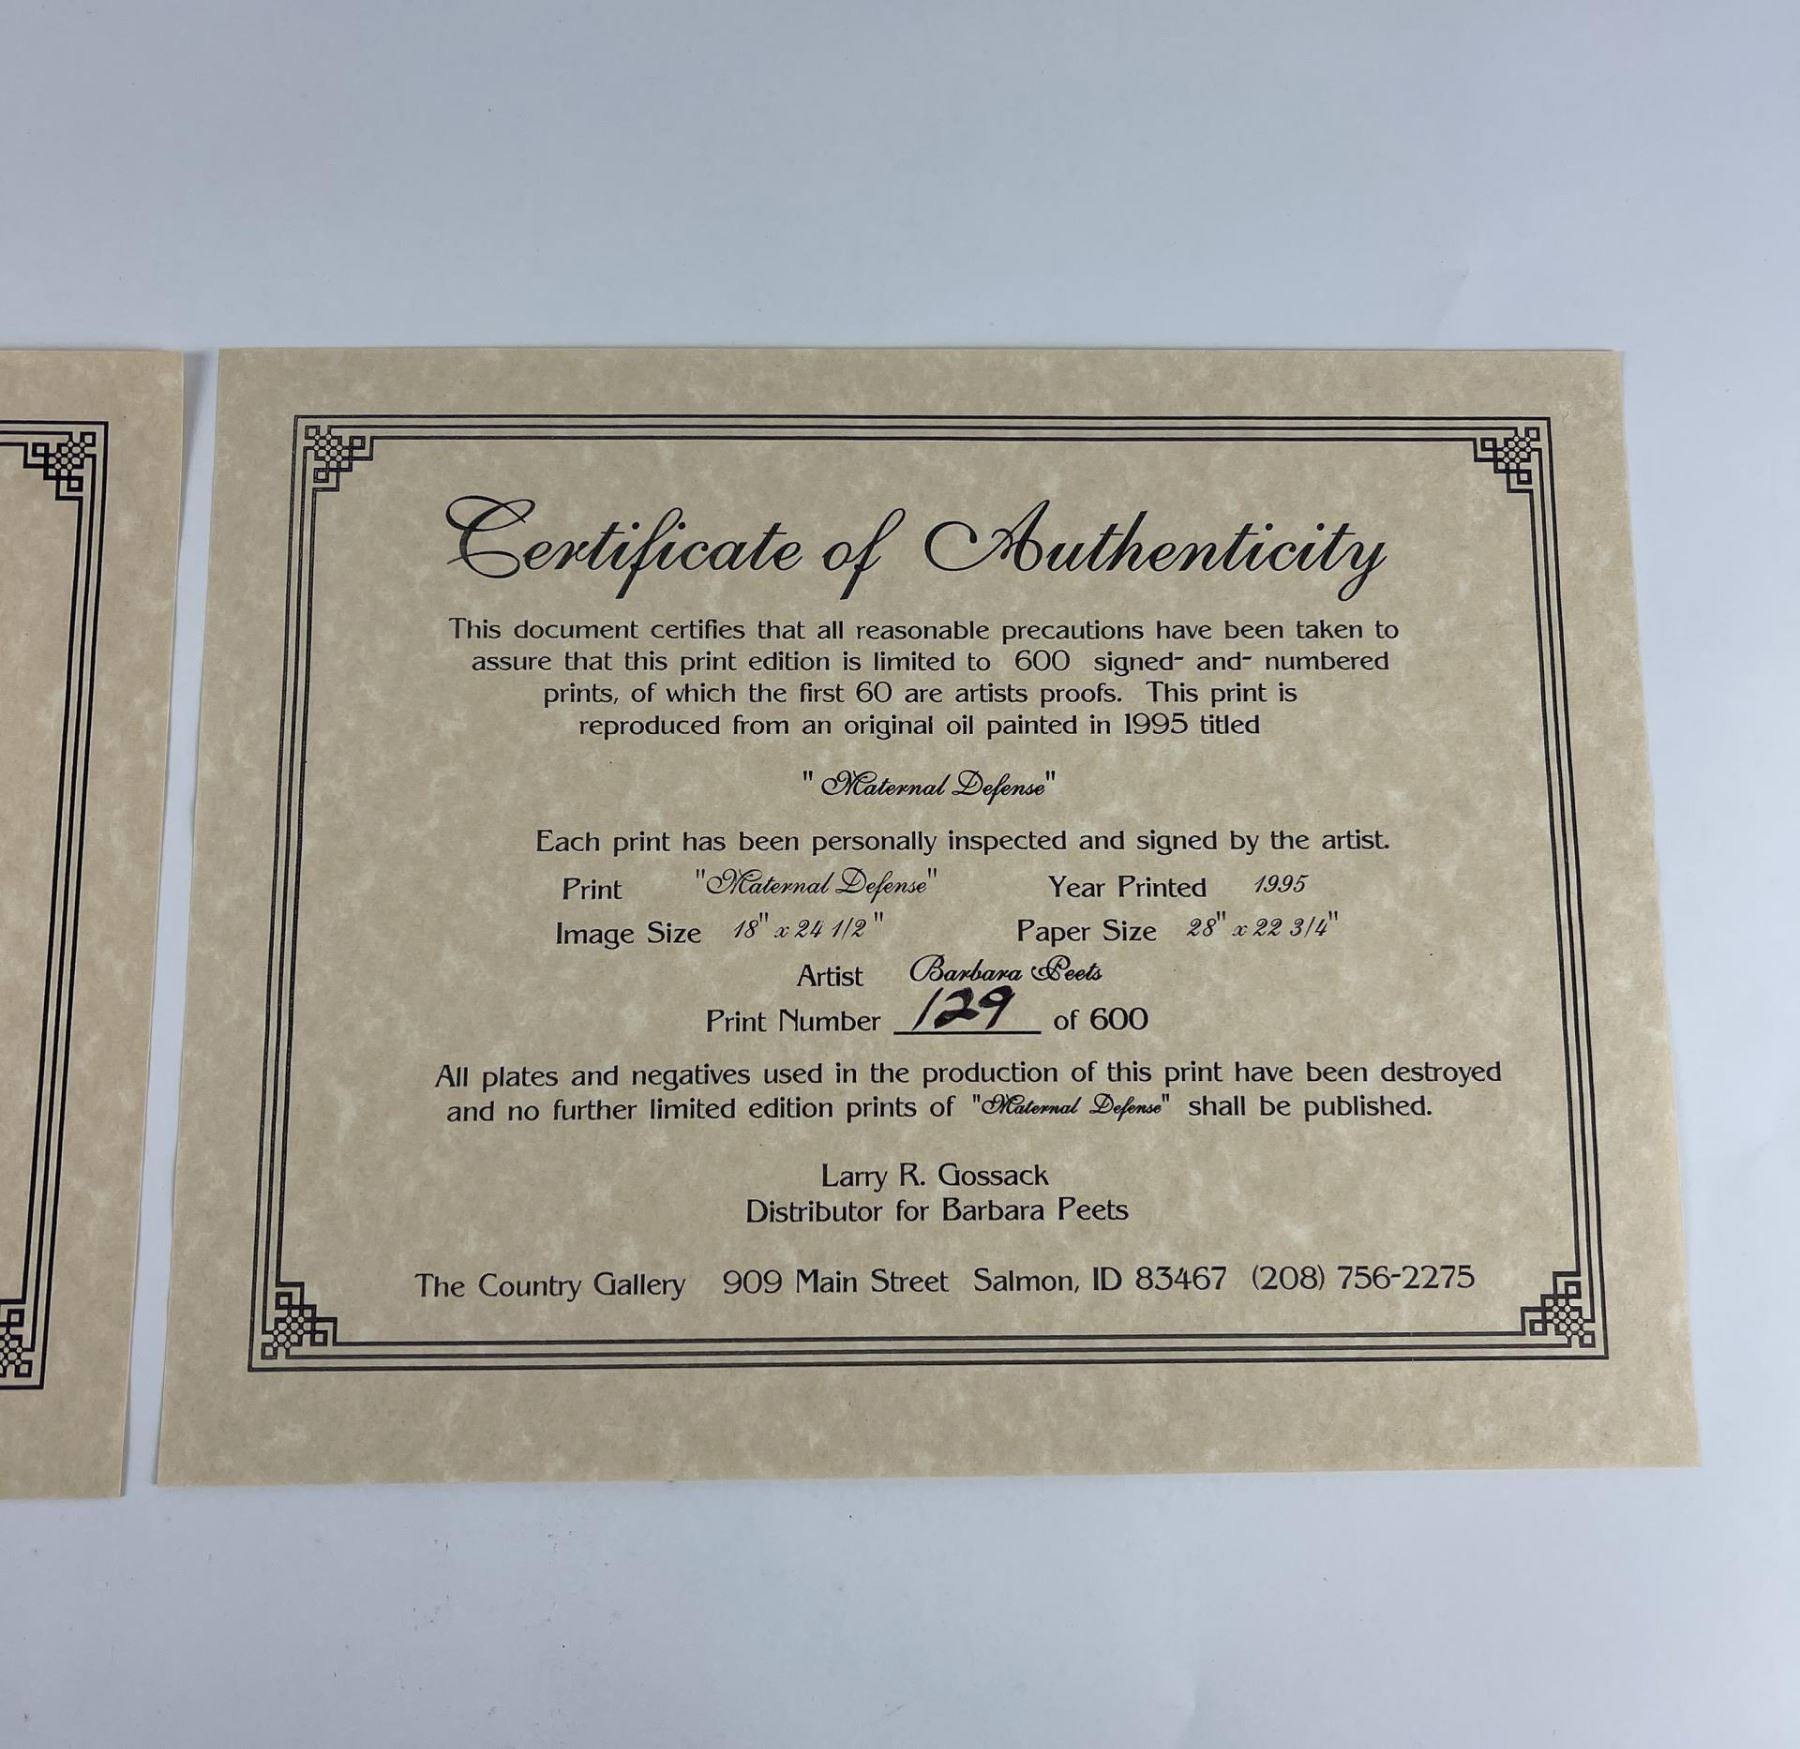 Certificate of Authenticity
This document certifies that all reasonable precautions have been taken to
assure that this print edition is limited to 600 signed- and- numbered
prints, of which the first 60 are artists proofs. This print is
reproduced from an original oil painted in 1995 titled
"Maternal Defense"
Each print has been personally inspected and signed by the artist.
Print "Maternal Defense" Year Printed 1995
Image Size 18" x 24 1/2" Paper Size 28" x 22 3/4"
Artist Barbara Peets
Print Number 129 of 600
All plates and negatives used in the production of this print have been destroyed
and no further limited edition prints of "Maternal Defense" shall be published.
Larry R. Gossack
Distributor for Barbara Peets
The Country Gallery 909 Main Street Salmon, ID 83467 (208) 756-2275